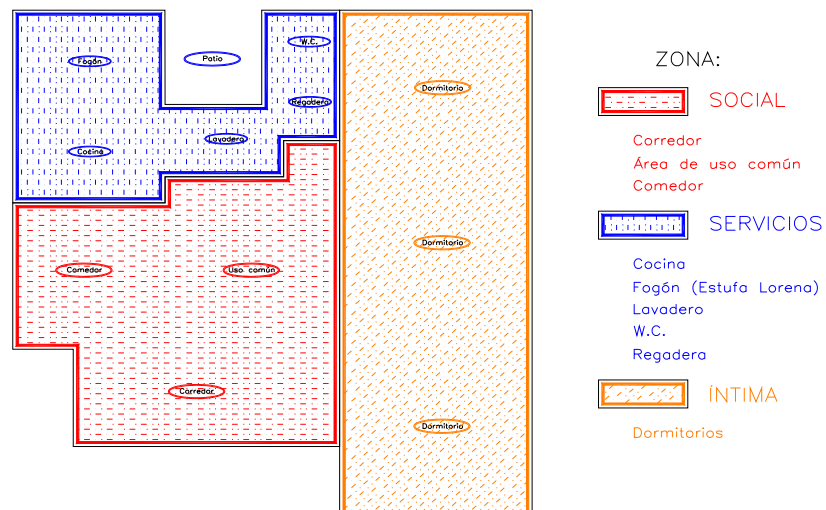 W.C.
Patio
Fogón
Dormitorio
Regadera
Lavadero
Cocina
Dormitorio
Comedor
Uso común
Corredor
Dormitorio
ZONA:
SOCIAL
Corredor
Área de uso común
Comedor
SERVICIOS
Cocina
Fogón (Estufa Lorena)
Lavadero
W.C.
Regadera
ÍNTIMA
Dormitorios